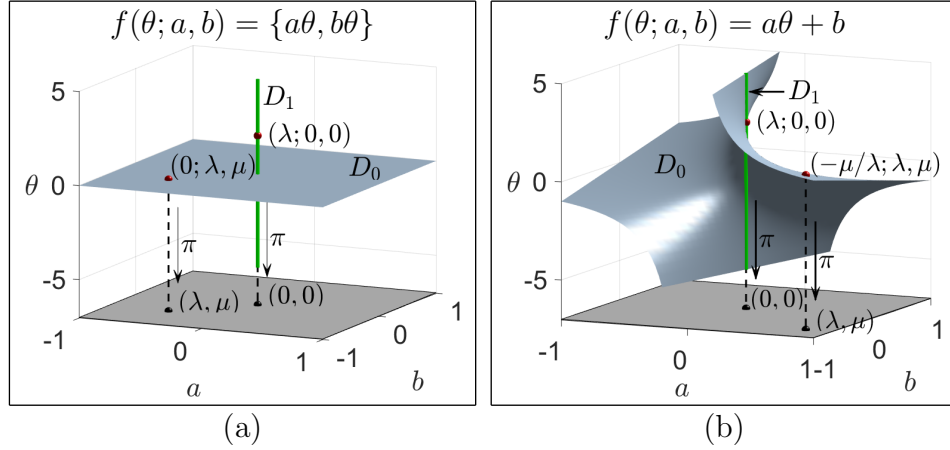 f(θ; a, b) = {aθ, bθ}
5
D₁
(λ; 0, 0)
(0; λ, μ)
D₀
θ 0
π
π
-5
(λ, μ)
(0, 0)
-1
0
1
-1
0
1
a
b
(a)
f(θ; a, b) = aθ + b
5
D₁
(λ; 0, 0)
D₀
(−μ/λ; λ, μ)
θ 0
π
π
-5
(0, 0)
(λ, μ)
-1
0
1
-1
0
1
a
b
(b)